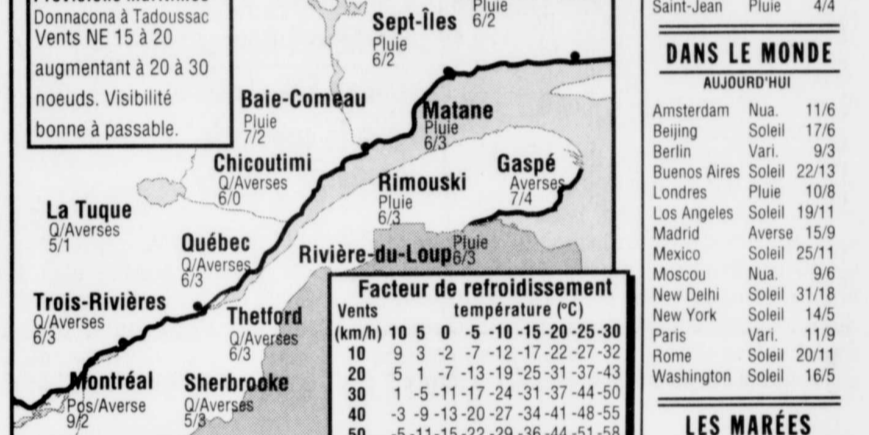 Donnacona à Tadoussac
Vents NE 15 à 20
augmentant à 20 à 30
noeuds. Visibilité
bonne à passable.
Pluie
6/2
Sept-Îles
Pluie
6/2
Baie-Comeau
Pluie
7/2
Matane
Pluie
6/3
Chicoutimi
Q/Averses
6/0
Rimouski
Pluie
6/3
Gaspé
Averses
7/4
La Tuque
Q/Averses
5/1
Québec
Q/Averses
6/3
Rivière-du-Loup
Pluie
6/3
Trois-Rivières
Q/Averses
6/3
Thetford
Q/Averses
6/3
Montréal
Pos/Averse
9/2
Sherbrooke
Q/Averses
5/3
Facteur de refroidissement
Vents température (°C)
(km/h) 10 5 0 -5 -10 -15 -20 -25 -30
10 9 3 -2 -7 -12 -17 -22 -27 -32
20 5 1 -7 -13 -19 -25 -31 -37 -43
30 1 -5 -11 -17 -24 -31 -37 -44 -50
40 -3 -9 -13 -20 -27 -34 -41 -48 -55
50 -5 -11 -15 -22 -29 -36 -44 -51 -58
Saint-Jean Pluie 4/4
DANS LE MONDE
AUJOURD'HUI
Amsterdam Nua. 11/6
Beijing Soleil 17/6
Berlin Vari. 9/3
Buenos Aires Soleil 22/13
Londres Pluie 10/8
Los Angeles Soleil 19/11
Madrid Averse 15/9
Mexico Soleil 25/11
Moscou Nua. 9/6
New Delhi Soleil 31/18
New York Soleil 14/5
Paris Vari. 11/9
Rome Soleil 20/11
Washington Soleil 16/5
LES MARÉES